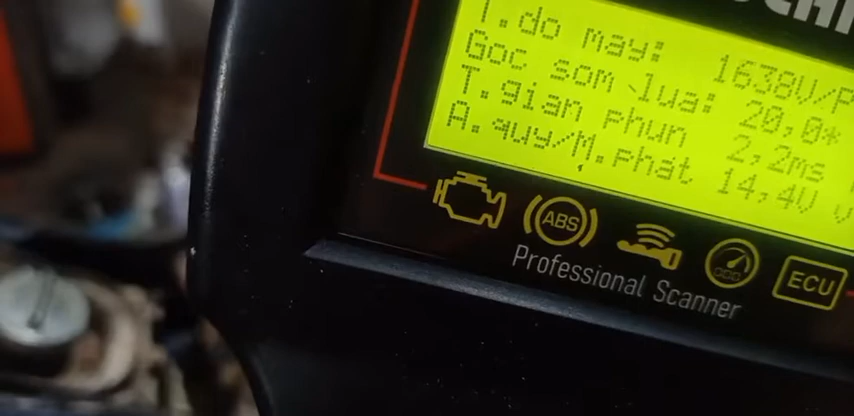 T.do may: 1638V/P
Goc som lua: 20,0*
T.gian phun 2,2ms
A.quy/M.phat 14,4V
ABS
ECU
Professional Scanner